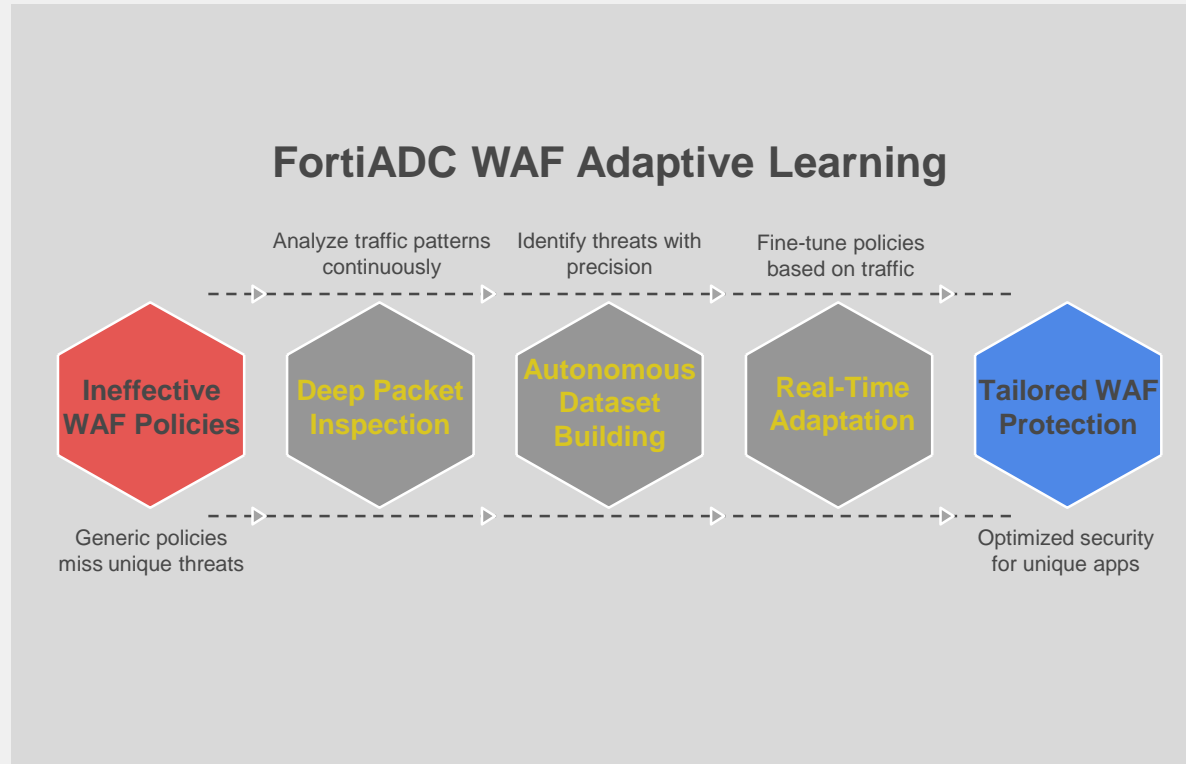 FortiADC WAF Adaptive Learning
Analyze traffic patterns
continuously
Identify threats with
precision
Fine-tune policies
based on traffic
Ineffective
WAF Policies
Deep Packet
Inspection
Autonomous
Dataset
Building
Real-Time
Adaptation
Tailored WAF
Protection
Generic policies
miss unique threats
Optimized security
for unique apps